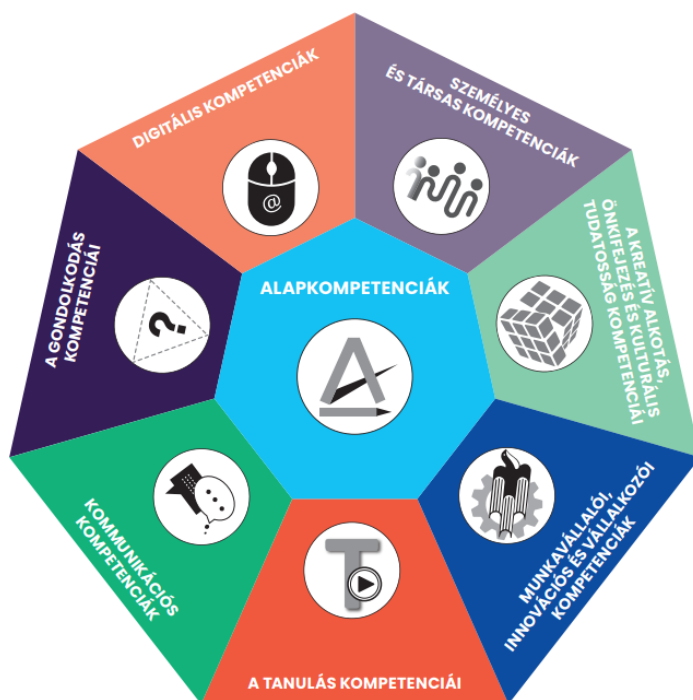 DIGITÁLIS KOMPETENCIÁK
SZEMÉLYES
ÉS TÁRSAS KOMPETENCIÁK
A KREATÍV ALKOTÁS,
ÖNKIFEJEZÉS ÉS KULTURÁLIS
TUDATOSSÁG KOMPETENCIÁI
A GONDOLKODÁS
KOMPETENCIÁI
?
@
ALAPKOMPETENCIÁK
A
KOMMUNIKÁCIÓS
KOMPETENCIÁK
MUNKAVÁLLALÓI,
INNOVÁCIÓS ÉS VÁLLALKOZÓI
KOMPETENCIÁK
T
A TANULÁS KOMPETENCIÁI